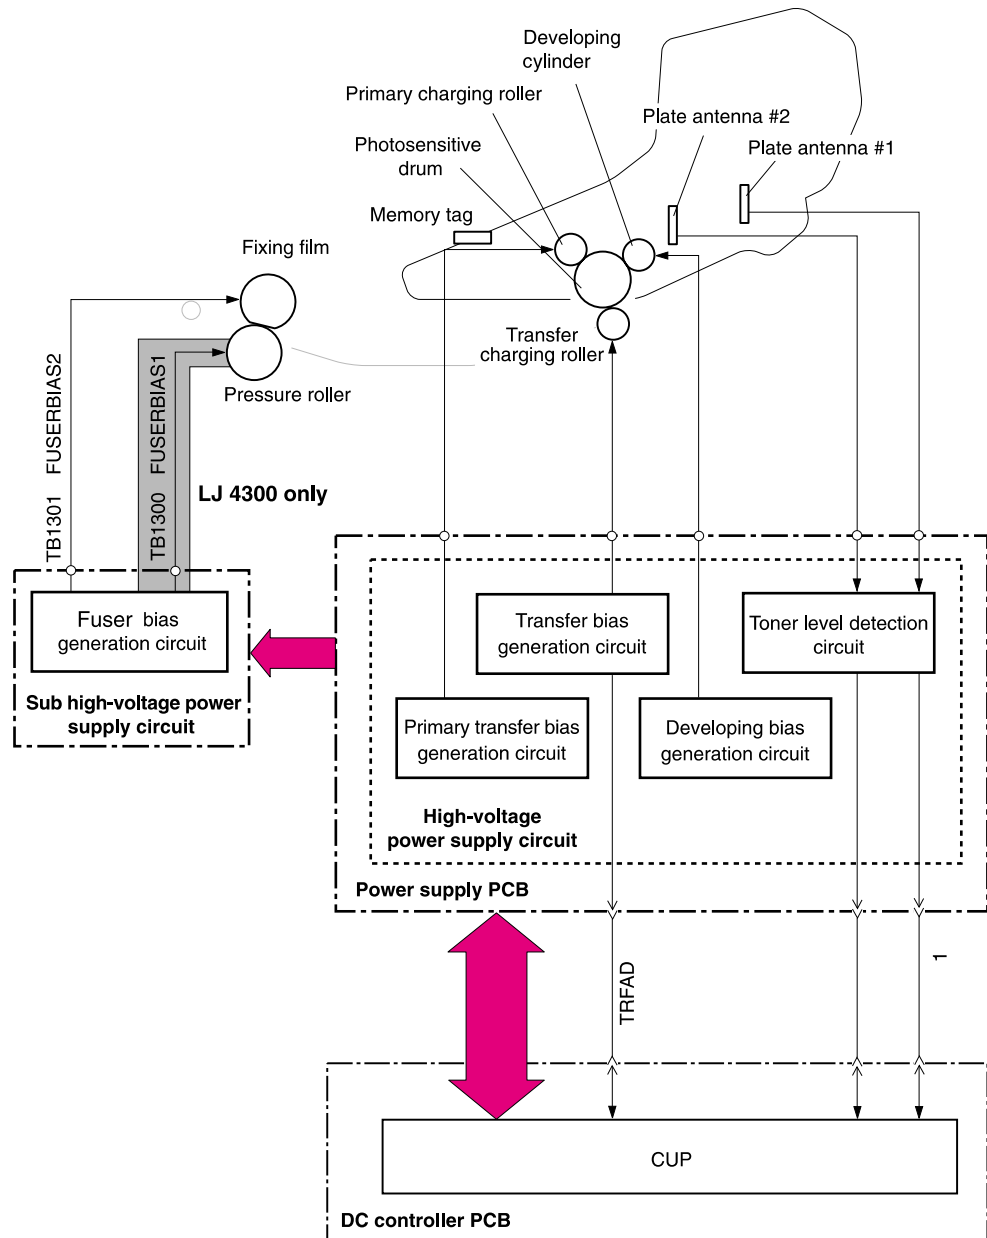 Developing
cylinder
Primary charging roller
Plate antenna #2
Photosensitive
drum
Plate antenna #1
Memory tag
Fixing film
Transfer
charging roller
Pressure roller
TB1301 FUSERBIAS2
TB1300 FUSERBIAS1
LJ 4300 only
Fuser bias
generation circuit
Sub high-voltage power
supply circuit
Transfer bias
generation circuit
Toner level detection
circuit
Primary transfer bias
generation circuit
Developing bias
generation circuit
High-voltage
power supply circuit
Power supply PCB
TRFAD
1
CUP
DC controller PCB